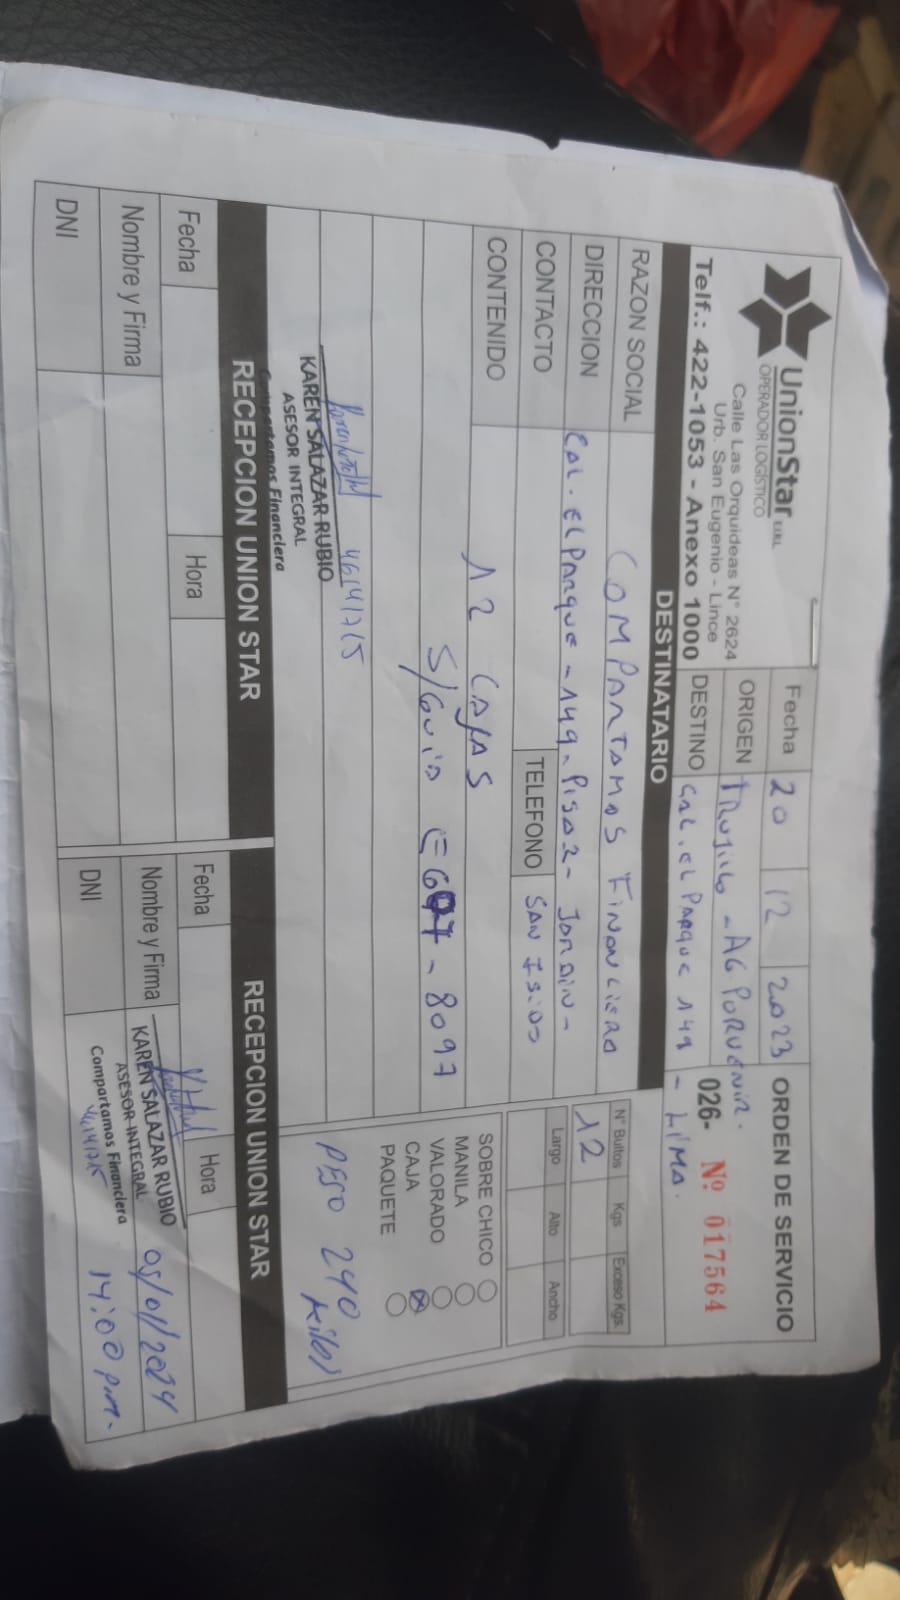 UnionStar E.I.R.L.
OPERADOR LOGÍSTICO
Calle Las Orquideas N° 2624
Urb. San Eugenio - Lince
Telf.: 422-1053 - Anexo 1000
Fecha 20 12 2023
ORIGEN TRUJILLO - AG PORVENIR.
DESTINO CAL. EL PARQUE 149 - LIMA.
ORDEN DE SERVICIO
026- Nº 017564
DESTINATARIO
RAZON SOCIAL COMPARTAMOS FINANCIERA
DIRECCION CAL. EL PARQUE - 149 - PISO 2 - JARDIN -
CONTACTO
TELEFONO SAN ISIDRO
CONTENIDO 12 CAJAS
S/GUIA E607 - 8097
N° Bultos Kgs Exceso Kgs.
12
Largo Alto Ancho
SOBRE CHICO
MANILA
VALORADO
CAJA
PAQUETE
PESO 240 Kilos
46141715
KAREN SALAZAR RUBIO
ASESOR INTEGRAL
Compartamos Financiera
RECEPCION UNION STAR
Fecha Hora
Nombre y Firma
DNI
RECEPCION UNION STAR
Fecha Hora
Nombre y Firma KAREN SALAZAR RUBIO 05/01/2024
ASESOR INTEGRAL
DNI Compartamos Financiera 14:00 p.m.
46141715